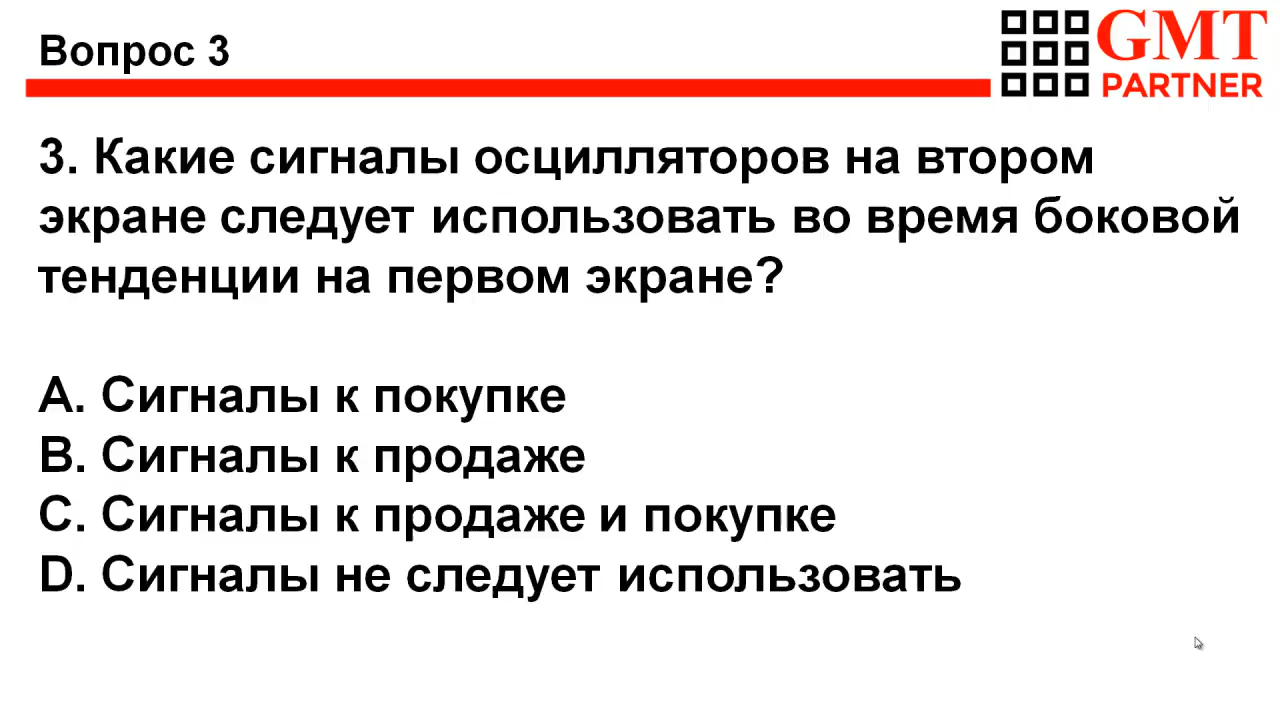 Вопрос 3
GMT
PARTNER
3. Какие сигналы осцилляторов на втором
экране следует использовать во время боковой
тенденции на первом экране?
A. Сигналы к покупке
B. Сигналы к продаже
C. Сигналы к продаже и покупке
D. Сигналы не следует использовать